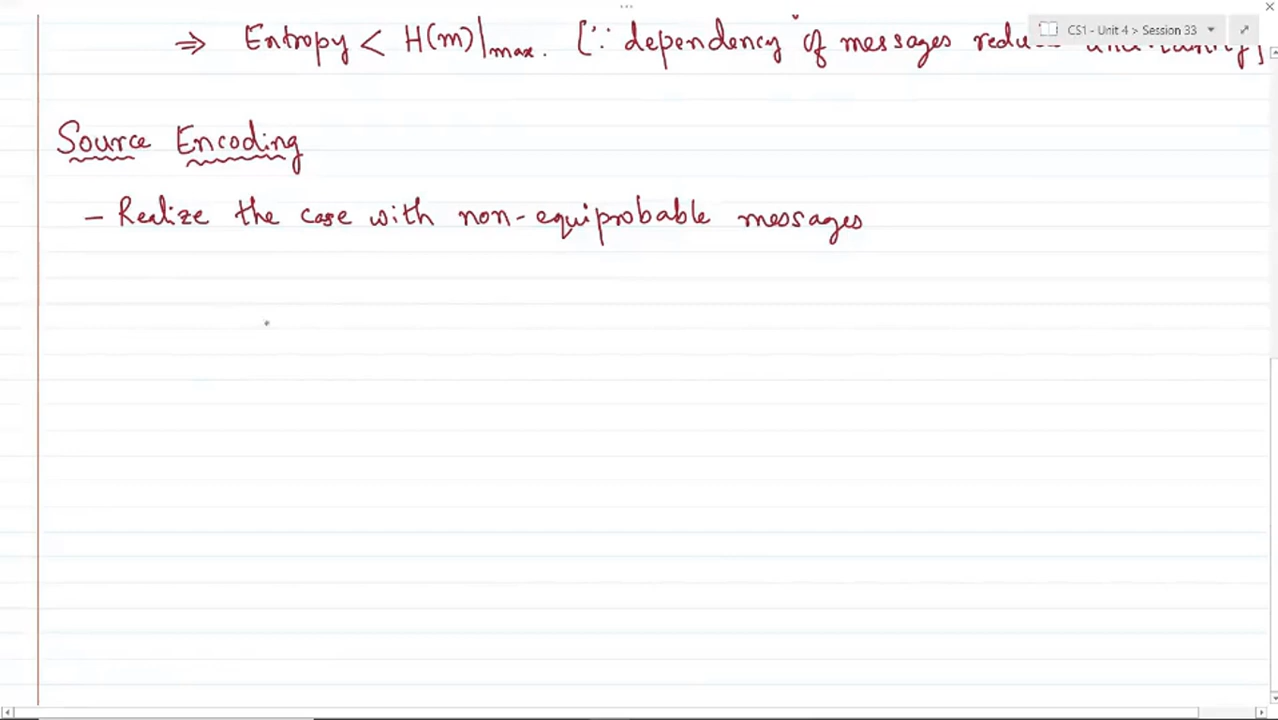 CS1 - Unit 4 > Session 33
⇒ Entropy < H(m)|max. [∵ dependency of messages
Source Encoding
- Realize the case with non-equiprobable messages